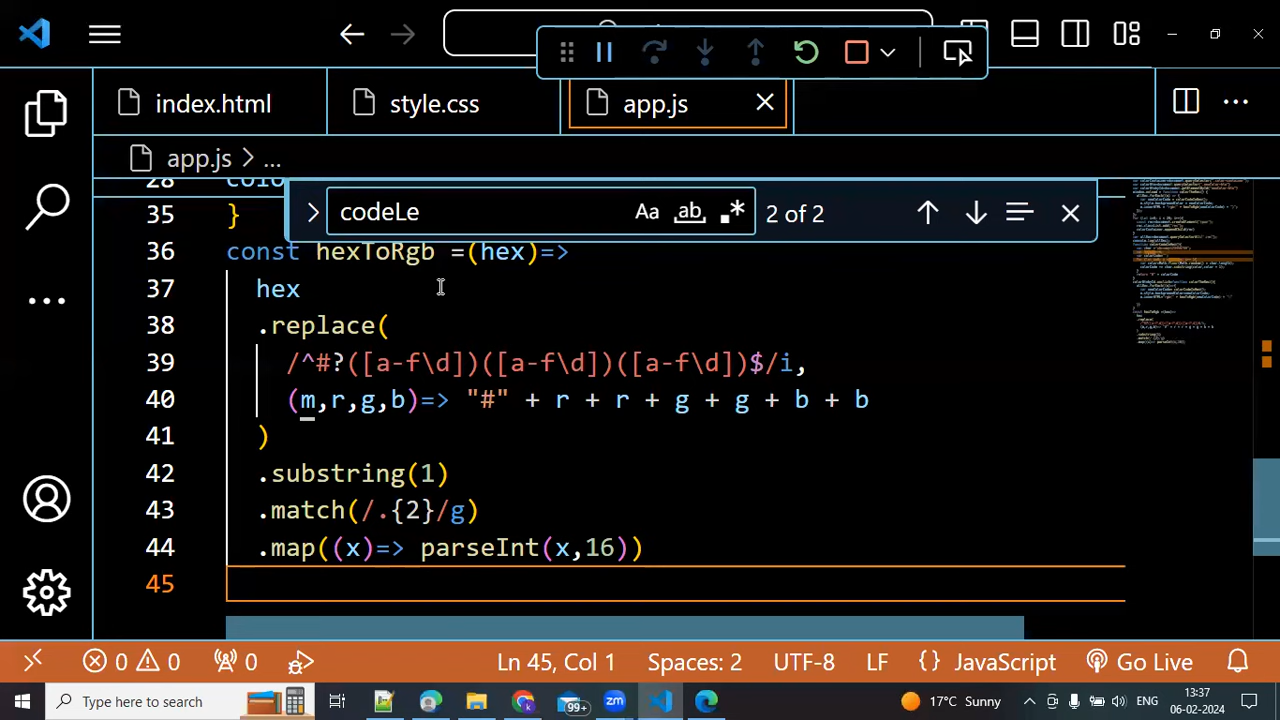 index.html
style.css
app.js
app.js > ...
28
codeLe
Aa
ab
2 of 2
35 }
36 const hexToRgb =(hex)=>
37 hex
38 .replace(
39 /^#?([a-f\d])([a-f\d])([a-f\d])$/i,
40 (m,r,g,b)=> "#" + r + r + g + g + b + b
41 )
42 .substring(1)
43 .match(/.{2}/g)
44 .map((x)=> parseInt(x,16))
45
0 0 0
Ln 45, Col 1
Spaces: 2
UTF-8
LF
{} JavaScript
Go Live
Type here to search
99+
17°C Sunny
ENG
13:37
06-02-2024